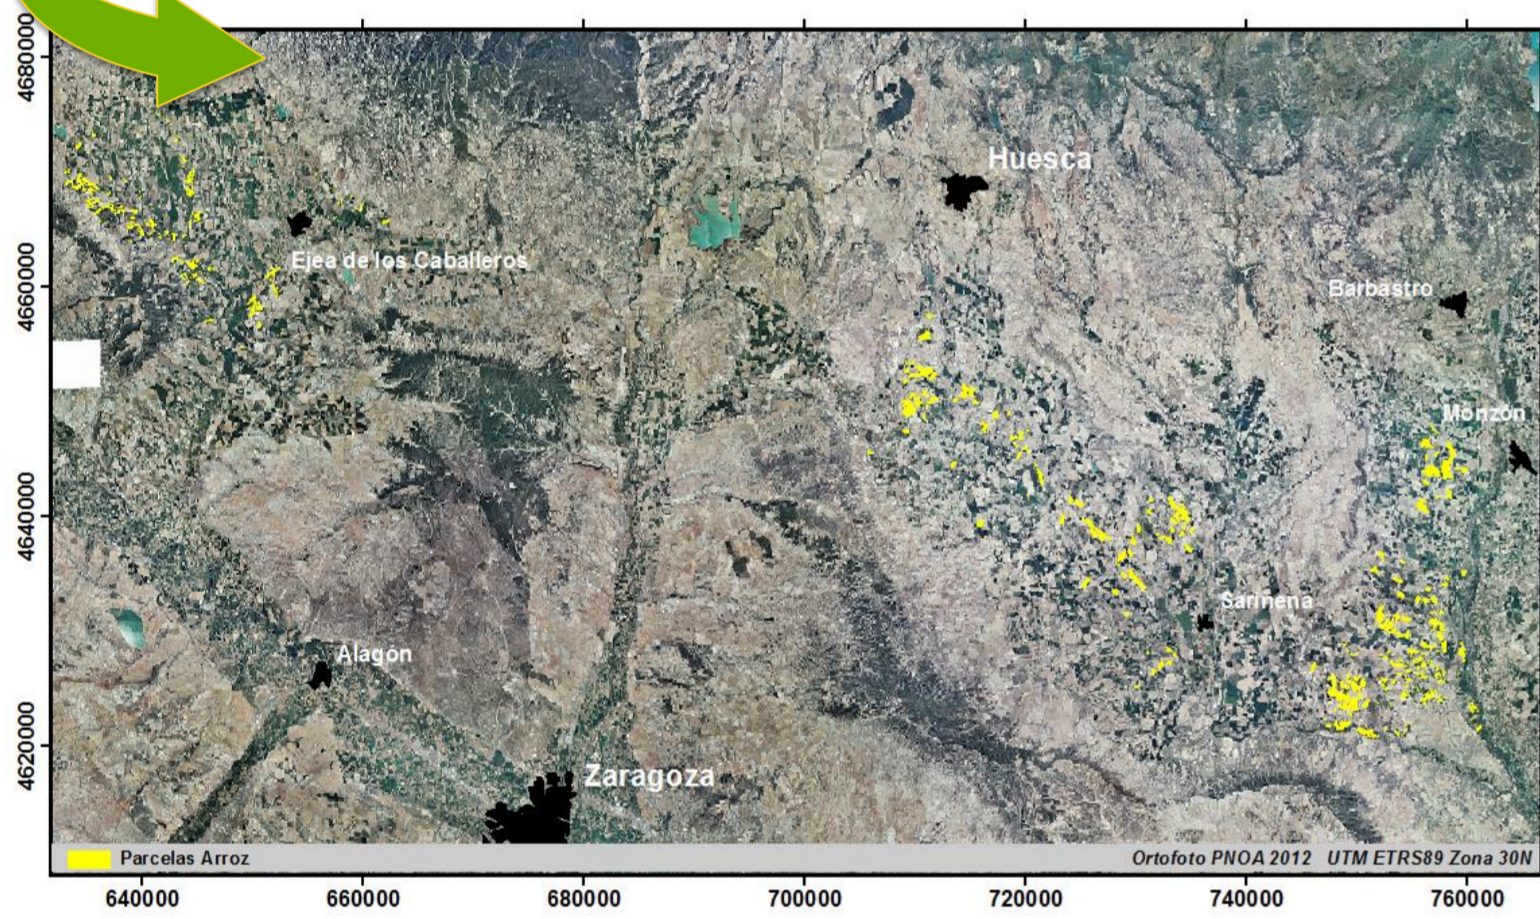 4680000
Huesca
Ejea de los Caballeros
4660000
Barbastro
Monzón
4640000
Sariñena
Alagón
4620000
Zaragoza
Parcelas Arroz
Ortofoto PNOA 2012 UTM ETRS89 Zona 30N
640000 660000 680000 700000 720000 740000 760000